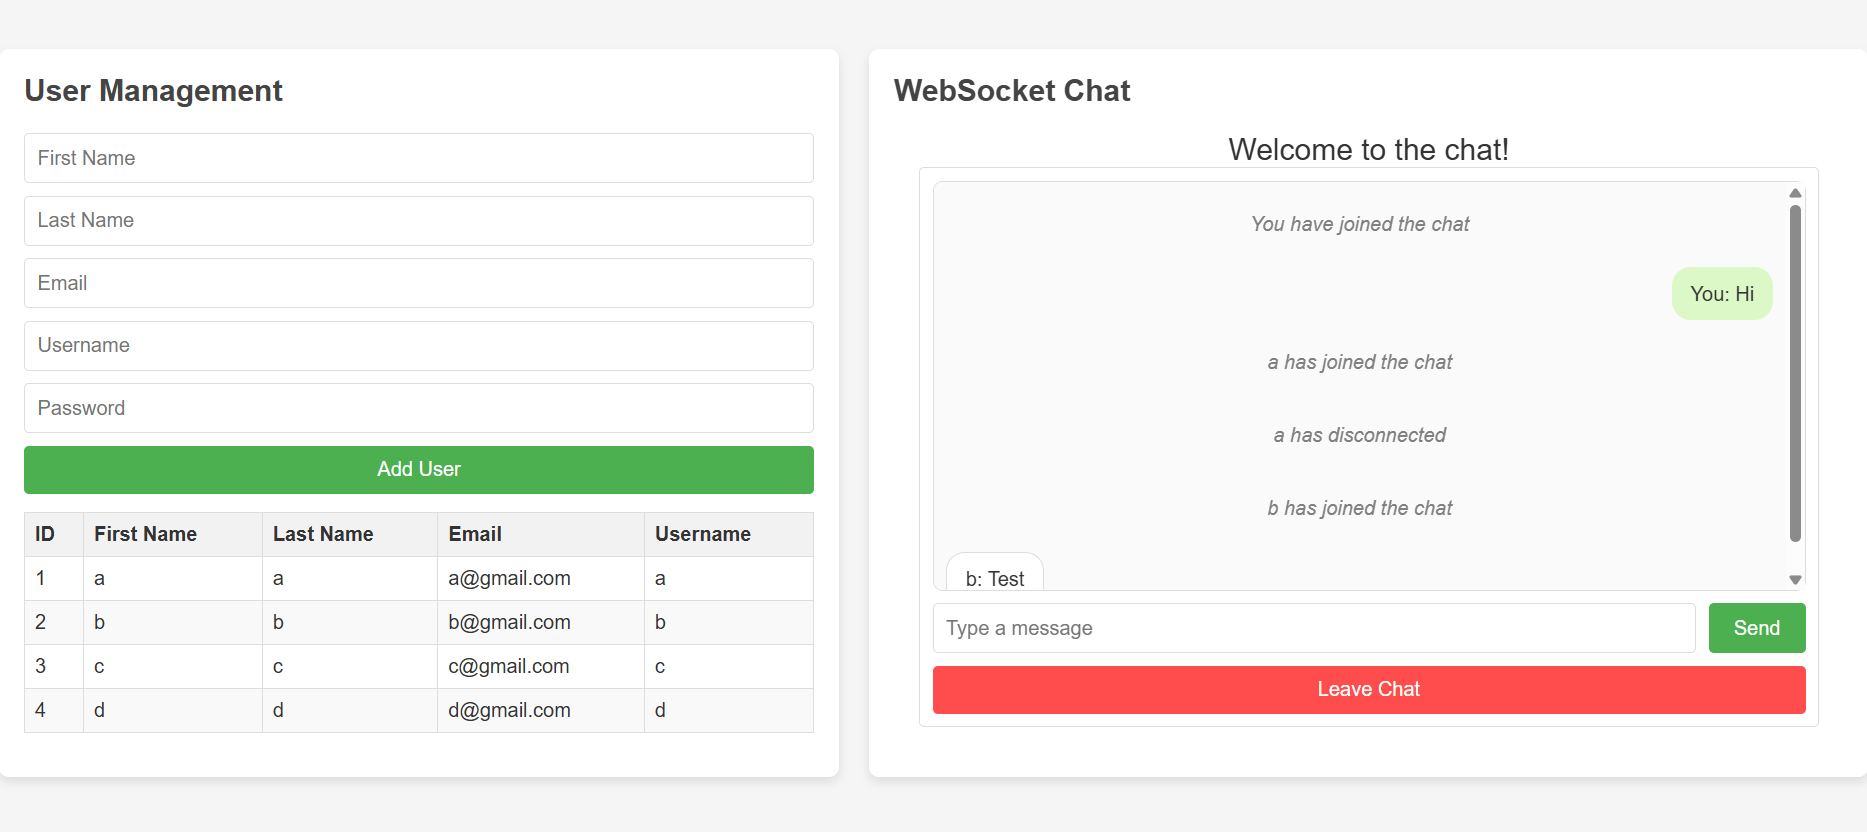 User Management
First Name
Last Name
Email
Username
Password
Add User
ID First Name Last Name Email Username
1 a a a@gmail.com a
2 b b b@gmail.com b
3 c c c@gmail.com c
4 d d d@gmail.com d
WebSocket Chat
Welcome to the chat!
You have joined the chat
You: Hi
a has joined the chat
a has disconnected
b has joined the chat
b: Test
Type a message
Send
Leave Chat